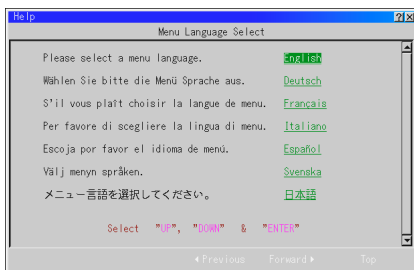 Help
Menu Language Select
Please select a menu language. English
Wählen Sie bitte die Menü Sprache aus. Deutsch
S'il vous plaît choisir la langue de menu. Français
Per favore di scegliere la lingua di menu. Italiano
Escoja por favor el idioma de menú. Español
Välj menyn språken. Svenska
メニュー言語を選択してください。 日本語
Select "UP", "DOWN" & "ENTER"
Previous Forward Top